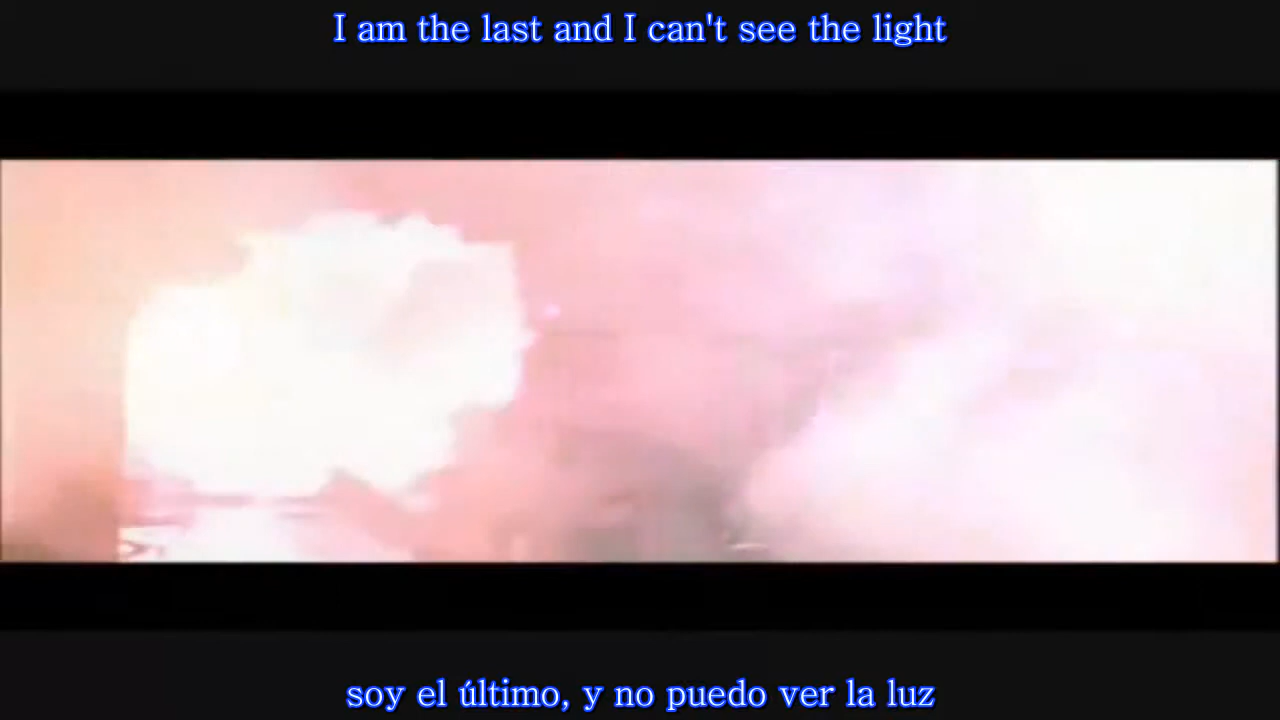 I am the last and I can't see the light
soy el último, y no puedo ver la luz